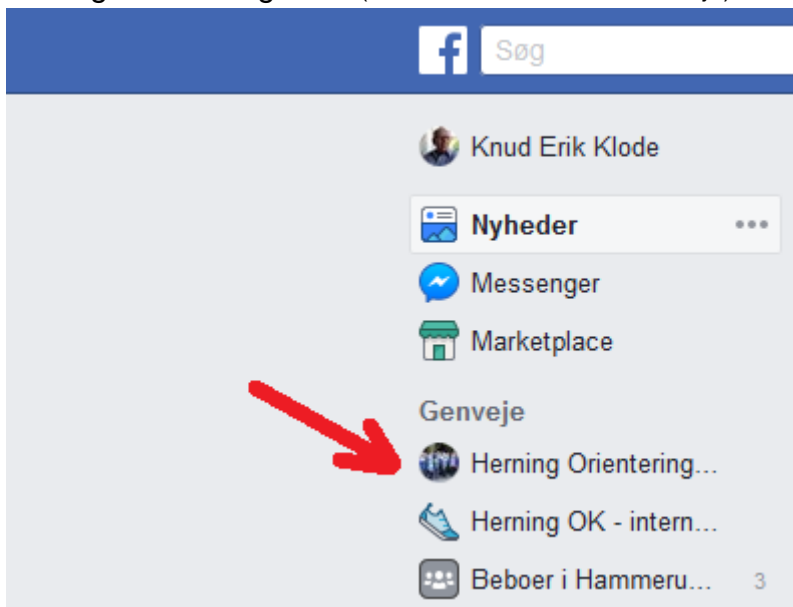 Søg
Knud Erik Klode
Nyheder
Messenger
Marketplace
Genveje
Herning Orientering...
Herning OK - intern...
Beboer i Hammeru... 3